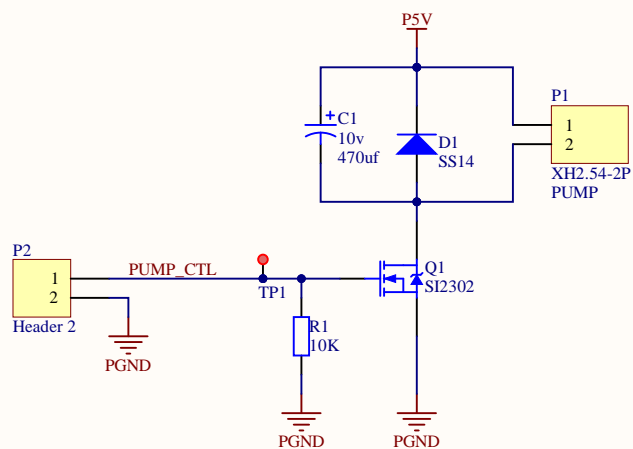 P5V
P1
1
2
XH2.54-2P
PUMP
+
C1
10v
470uf
D1
SS14
P2
1
2
Header 2
PUMP_CTL
TP1
Q1
SI2302
R1
10K
PGND
PGND
PGND